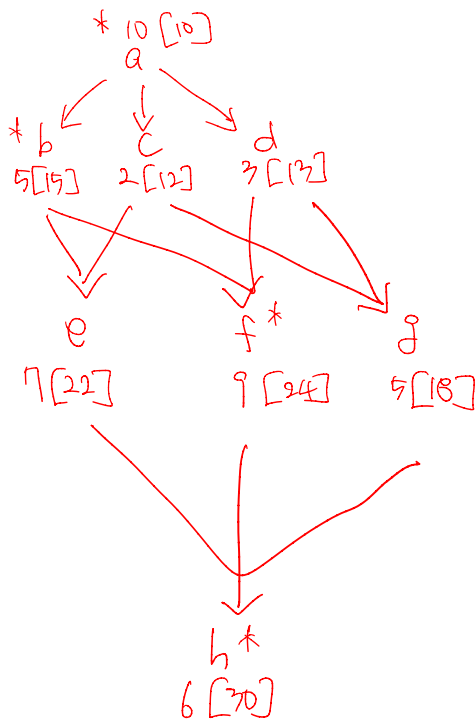 * 10 [10]
a
* b c d
5[15] 2[12] 3[13]
e f * g
7[22] 9[24] 5[18]
h *
6[30]